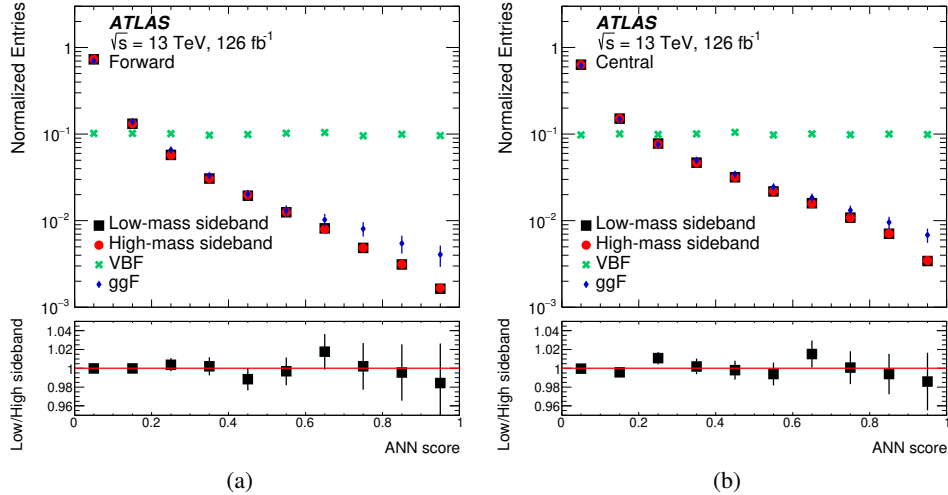 ATLAS
√s = 13 TeV, 126 fb⁻¹
Forward
Normalized Entries
1
10⁻¹
10⁻²
10⁻³
Low-mass sideband
High-mass sideband
VBF
ggF
Low/High sideband
1.04
1.02
1
0.98
0.96
0 0.2 0.4 0.6 0.8 1
ANN score
(a)
ATLAS
√s = 13 TeV, 126 fb⁻¹
Central
Normalized Entries
1
10⁻¹
10⁻²
10⁻³
Low-mass sideband
High-mass sideband
VBF
ggF
Low/High sideband
1.04
1.02
1
0.98
0.96
0 0.2 0.4 0.6 0.8 1
ANN score
(b)